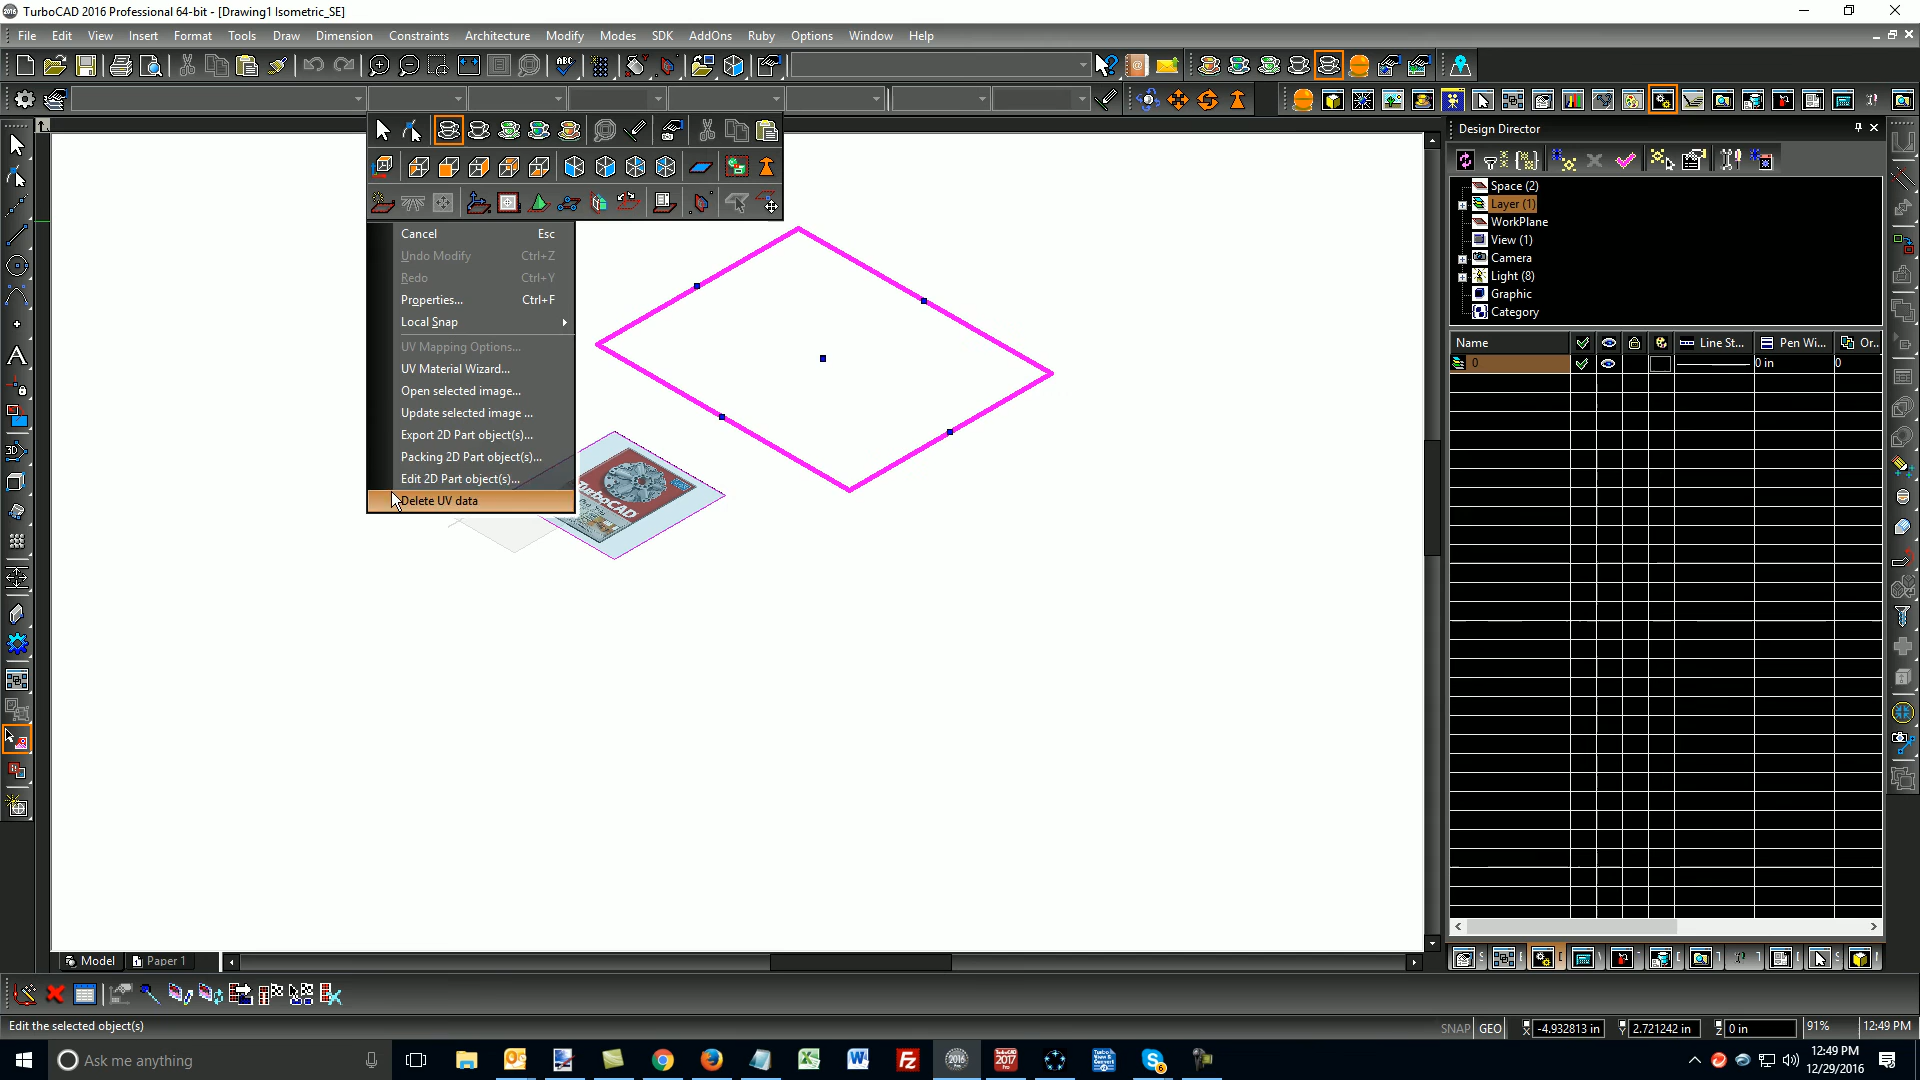 TurboCAD 2016 Professional 64-bit - [Drawing1 Isometric_SE]
File Edit View Insert Format Tools Draw Dimension Constraints Architecture Modify Modes SDK AddOns Ruby Options Window Help
Design Director
Space (2)
Layer (1)
WorkPlane
View (1)
Camera
Light (8)
Graphic
Category
Name Line St... Pen Wi... Or...
0 0 in 0
Cancel Esc
Undo Modify Ctrl+Z
Redo Ctrl+Y
Properties... Ctrl+F
Local Snap
UV Mapping Options...
UV Material Wizard...
Open selected image...
Update selected image ...
Export 2D Part object(s)...
Packing 2D Part object(s)...
Edit 2D Part object(s)...
Delete UV data
TurboCAD
Model Paper 1
Edit the selected object(s)
SNAP GEO X -4.932813 in Y 2.721242 in Z 0 in 91% 12:49 PM
Ask me anything
12:49 PM
12/29/2016